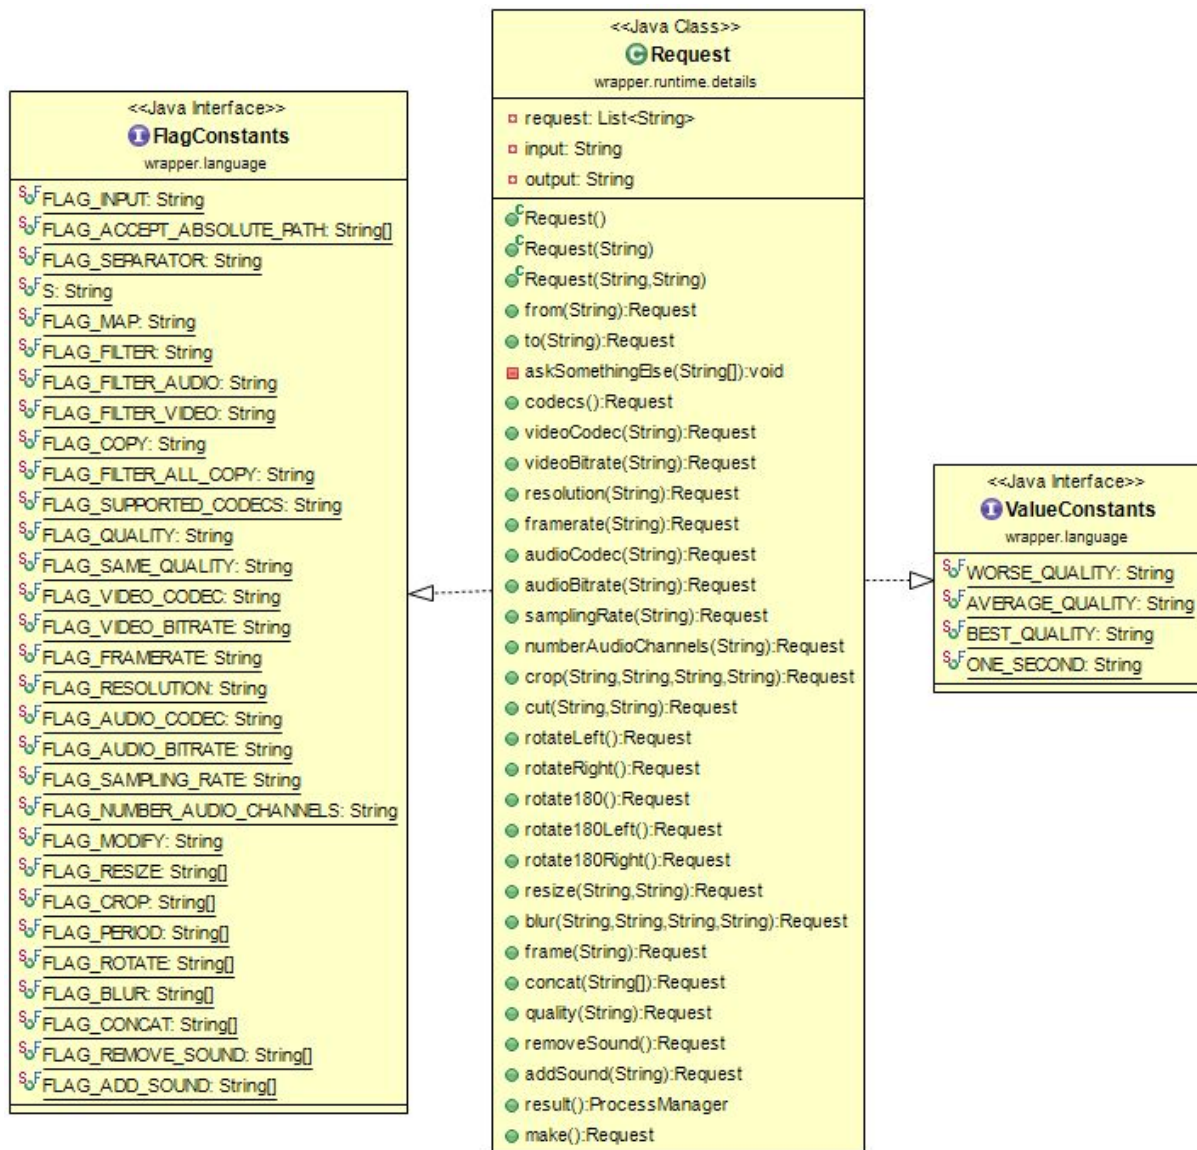 <<Java Interface>>
FlagConstants
wrapper.language
FLAG_INPUT: String
FLAG_ACCEPT_ABSOLUTE_PATH: String[]
FLAG_SEPARATOR: String
S: String
FLAG_MAP: String
FLAG_FILTER: String
FLAG_FILTER_AUDIO: String
FLAG_FILTER_VIDEO: String
FLAG_COPY: String
FLAG_FILTER_ALL_COPY: String
FLAG_SUPPORTED_CODECS: String
FLAG_QUALITY: String
FLAG_SAME_QUALITY: String
FLAG_VIDEO_CODEC: String
FLAG_VIDEO_BITRATE: String
FLAG_FRAMERATE: String
FLAG_RESOLUTION: String
FLAG_AUDIO_CODEC: String
FLAG_AUDIO_BITRATE: String
FLAG_SAMPLING_RATE: String
FLAG_NUMBER_AUDIO_CHANNELS: String
FLAG_MODIFY: String
FLAG_RESIZE: String[]
FLAG_CROP: String[]
FLAG_PERIOD: String[]
FLAG_ROTATE: String[]
FLAG_BLUR: String[]
FLAG_CONCAT: String[]
FLAG_REMOVE_SOUND: String[]
FLAG_ADD_SOUND: String[]
<<Java Class>>
Request
wrapper.runtime.details
request: List<String>
input: String
output: String
Request()
Request(String)
Request(String,String)
from(String):Request
to(String):Request
askSomethingElse(String[]):void
codecs():Request
videoCodec(String):Request
videoBitrate(String):Request
resolution(String):Request
framerate(String):Request
audioCodec(String):Request
audioBitrate(String):Request
samplingRate(String):Request
numberAudioChannels(String):Request
crop(String,String,String,String):Request
cut(String,String):Request
rotateLeft():Request
rotateRight():Request
rotate180():Request
rotate180Left():Request
rotate180Right():Request
resize(String,String):Request
blur(String,String,String,String):Request
frame(String):Request
concat(String[]):Request
quality(String):Request
removeSound():Request
addSound(String):Request
result():ProcessManager
make():Request
<<Java Interface>>
ValueConstants
wrapper.language
WORSE_QUALITY: String
AVERAGE_QUALITY: String
BEST_QUALITY: String
ONE_SECOND: String